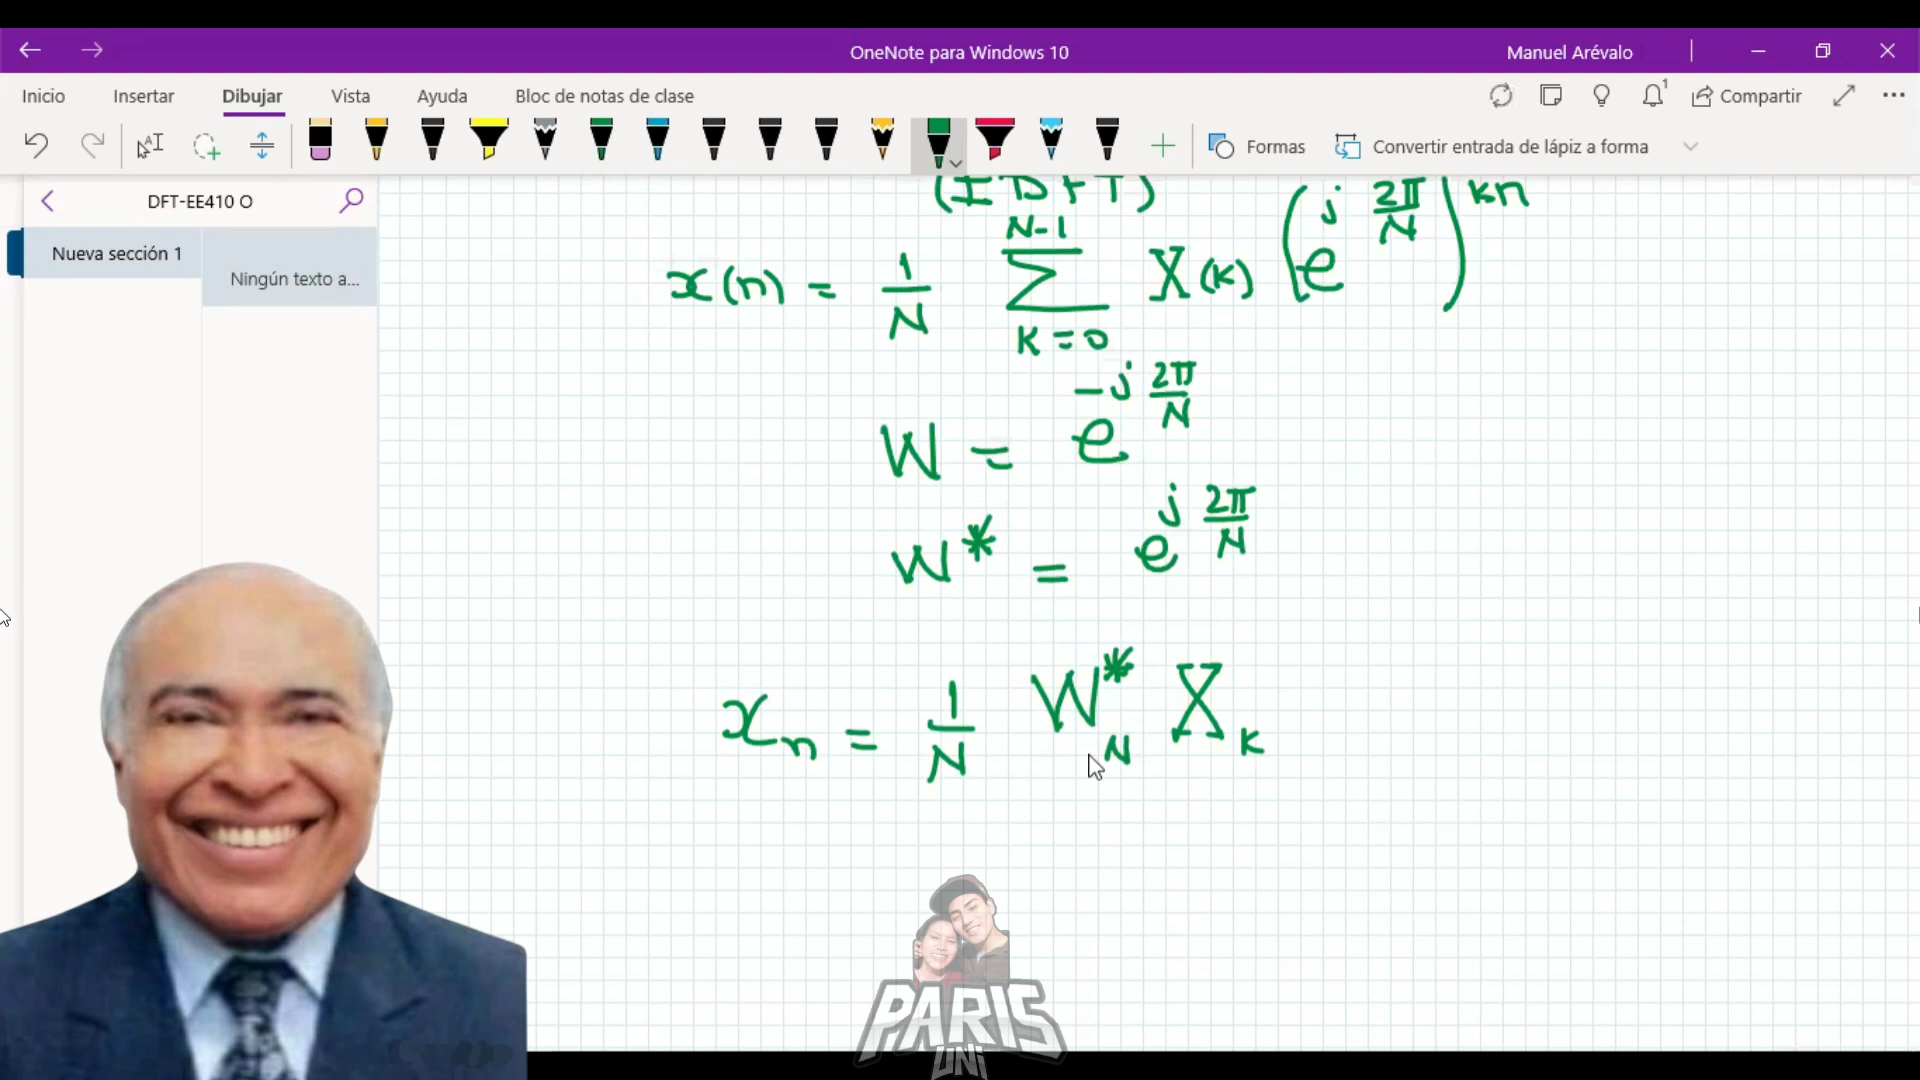 OneNote para Windows 10
Manuel Arévalo
Inicio Insertar Dibujar Vista Ayuda Bloc de notas de clase
1 Compartir
Formas Convertir entrada de lápiz a forma
DFT-EE410 O
Nueva sección 1
Ningún texto a...
(IDFT)
x(n) = 1/N Σ_{K=0}^{N-1} X(K) (e^{j 2π/N})^{kn}
W = e^{-j 2π/N}
W* = e^{j 2π/N}
x_n = 1/N W*_N X_K
PARIS
UNI